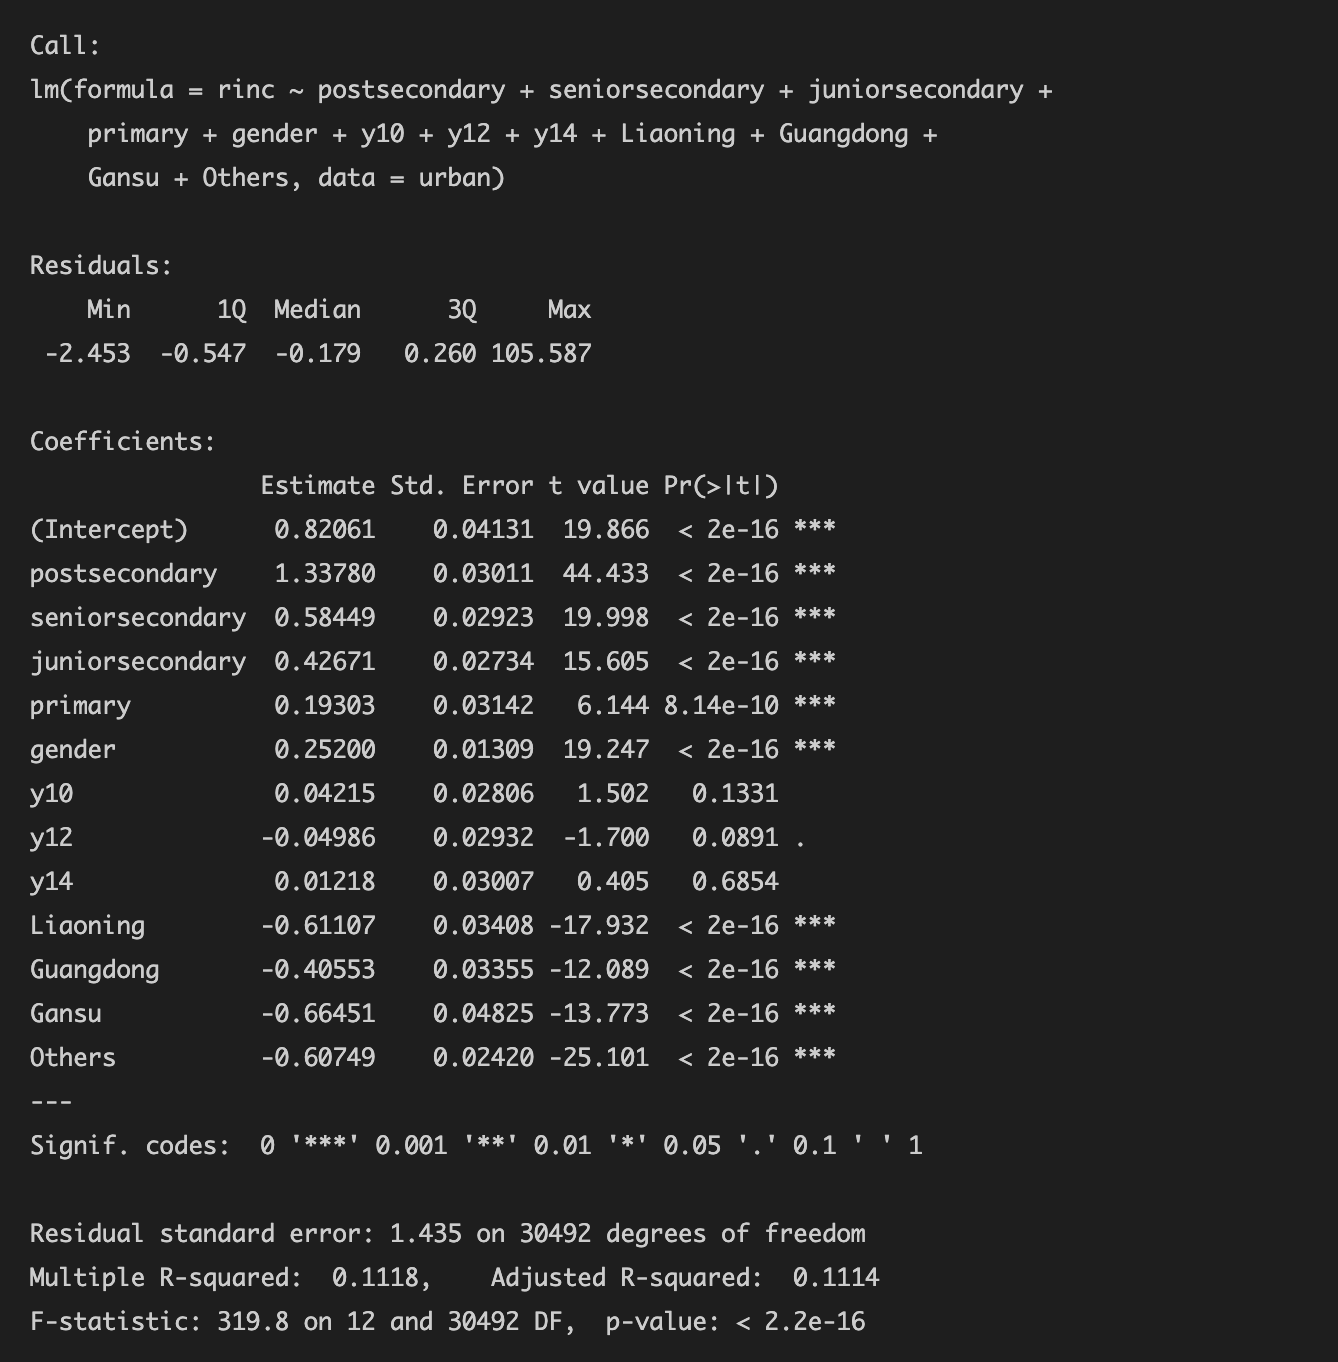 Call:
lm(formula = rinc ~ postsecondary + seniorsecondary + juniorsecondary +
    primary + gender + y10 + y12 + y14 + Liaoning + Guangdong +
    Gansu + Others, data = urban)

Residuals:
    Min      1Q  Median      3Q     Max
 -2.453  -0.547  -0.179   0.260 105.587

Coefficients:
                Estimate Std. Error t value Pr(>|t|)
(Intercept)      0.82061    0.04131  19.866  < 2e-16 ***
postsecondary    1.33780    0.03011  44.433  < 2e-16 ***
seniorsecondary  0.58449    0.02923  19.998  < 2e-16 ***
juniorsecondary  0.42671    0.02734  15.605  < 2e-16 ***
primary          0.19303    0.03142   6.144 8.14e-10 ***
gender           0.25200    0.01309  19.247  < 2e-16 ***
y10              0.04215    0.02806   1.502   0.1331
y12             -0.04986    0.02932  -1.700   0.0891 .
y14              0.01218    0.03007   0.405   0.6854
Liaoning        -0.61107    0.03408 -17.932  < 2e-16 ***
Guangdong       -0.40553    0.03355 -12.089  < 2e-16 ***
Gansu           -0.66451    0.04825 -13.773  < 2e-16 ***
Others          -0.60749    0.02420 -25.101  < 2e-16 ***
---
Signif. codes:  0 '***' 0.001 '**' 0.01 '*' 0.05 '.' 0.1 ' ' 1

Residual standard error: 1.435 on 30492 degrees of freedom
Multiple R-squared:  0.1118,    Adjusted R-squared:  0.1114
F-statistic: 319.8 on 12 and 30492 DF,  p-value: < 2.2e-16